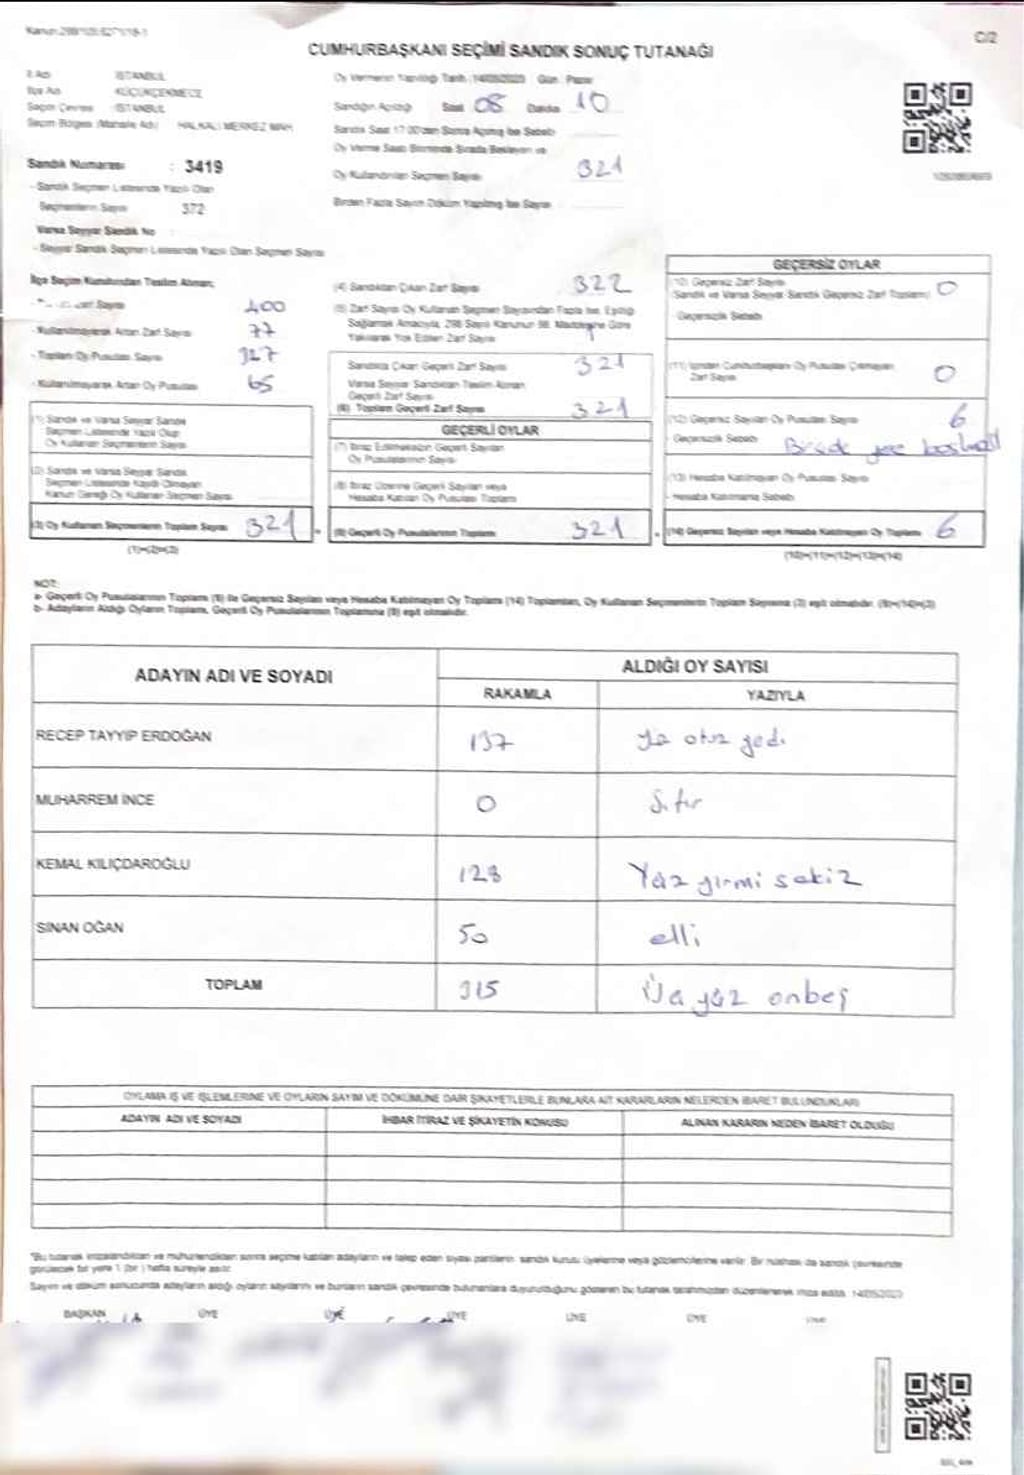 C/2
CUMHURBAŞKANI SEÇİMİ SANDIK SONUÇ TUTANAĞI
İl Adı İSTANBUL
İlçe Adı KÜÇÜKÇEKMECE
Seçim Çevresi İSTANBUL
Seçim Bölgesi (Mahalle Adı) HALKALI MERKEZ MAH
Sandık Numarası : 3419
- Sandık Seçmen Listesinde Yazılı Olan
Seçmenlerin Sayısı 372
Varsa Seyyar Sandık No
- Seyyar Sandık Seçmen Listesinde Yazılı Olan Seçmen Sayısı
Oy Vermenin Yapıldığı Tarih 14/05/2023 Gün Pazar
Sandığın Açıldığı Saat 08 Dakika 10
Sandık Saat 17.00'den Sonra Açılmış İse Sebebi
Oy Verme Saati Bitiminde Sırada Bekleyen ve
Oy Kullandırılan Seçmen Sayısı 321
Birden Fazla Sayım Döküm Yapılmış İse Sayısı
İlçe Seçim Kurulundan Teslim Alınan;
Zarf Sayısı 400
- Kullanılmayarak Artan Zarf Sayısı 77
- Toplam Oy Pusulası Sayısı 327
- Kullanılmayarak Artan Oy Pusulası 65
(1) Sandık ve Varsa Seyyar Sandık
Seçmen Listesinde Yazılı Olup
Oy Kullanan Seçmenlerin Sayısı
(2) Sandık ve Varsa Seyyar Sandık
Seçmen Listesinde Kaydı Olmayan
Kanun Gereği Oy Kullanan Seçmen Sayısı
(3) Oy Kullanan Seçmenlerin Toplam Sayısı 321
(1)+(2)=(3)
(4) Sandıktan Çıkan Zarf Sayısı 322
(5) Zarf Sayısı Oy Kullanan Seçmen Sayısından Fazla İse, Eşitliği
Sağlamak Amacıyla, 298 Sayılı Kanunun 98. Maddesine Göre
Yakılarak Yok Edilen Zarf Sayısı 1
Sandıkta Çıkan Geçerli Zarf Sayısı 321
Varsa Seyyar Sandıktan Teslim Alınan
Geçerli Zarf Sayısı
(6) Toplam Geçerli Zarf Sayısı 321
GEÇERLİ OYLAR
(7) İtiraz Edilmeksizin Geçerli Sayılan
Oy Pusulalarının Sayısı
(8) İtiraz Üzerine Geçerli Sayılan veya
Hesaba Katılan Oy Pusulası Toplamı
(9) Geçerli Oy Pusulalarının Toplamı 321
GEÇERSİZ OYLAR
(10) Geçersiz Zarf Sayısı
(Sandık ve Varsa Seyyar Sandık Geçersiz Zarf Toplamı) 0
- Geçersizlik Sebebi
(11) İçinden Cumhurbaşkanı Oy Pusulası Çıkmayan
Zarf Sayısı 0
(12) Geçersiz Sayılan Oy Pusulası Sayısı 6
Geçersizlik Sebebi
(13) Hesaba Katılmayan Oy Pusulası Sayısı
- Hesaba Katılmama Sebebi
(14) Geçersiz Sayılan veya Hesaba Katılmayan Oy Toplamı 6
(10)+(11)+(12)+(13)=(14)
NOT:
a- Geçerli Oy Pusulalarının Toplamı (9) ile Geçersiz Sayılan veya Hesaba Katılmayan Oy Toplamı (14) Toplamları, Oy Kullanan Seçmenlerin Toplam Sayısına (3) eşit olmalıdır. (9)+(14)=(3)
b- Adayların Aldığı Oyların Toplamı, Geçerli Oy Pusulalarının Toplamına (9) eşit olmalıdır.
ADAYIN ADI VE SOYADI ALDIĞI OY SAYISI
RAKAMLA YAZIYLA
RECEP TAYYİP ERDOĞAN 137 yüz otuz yedi
MUHARREM İNCE 0 Sıfır
KEMAL KILIÇDAROĞLU 128 Yüz yirmi sekiz
SİNAN OĞAN 50 elli
TOPLAM 315 Üç yüz onbeş
OYLAMA İŞ VE İŞLEMLERİNE VE OYLARIN SAYIM VE DÖKÜMÜNE DAİR ŞİKAYETLERLE BUNLARA AİT KARARLARIN NELERDEN İBARET BULUNDUKLARI
ADAYIN ADI VE SOYADI İHBAR İTİRAZ VE ŞİKAYETİN KONUSU ALINAN KARARIN NEDEN İBARET OLDUĞU
*Bu tutanak imzalandıktan ve mühürlendikten sonra seçime katılan adayların ve talep eden siyasi partilerin sandık kurulu üyelerine veya gözlemcilerine verilir. Bir nüshası da sandık çevresinde
görülecek bir yere 1 (bir) hafta süreyle asılır.
Sayım ve döküm sonucunda adayların aldığı oyların sayılarını ve bunların sandık çevresinde bulunanlara duyurulduğunu gösteren bu tutanak tarafımızdan düzenlenerek imza edildi. 14/05/2023
BAŞKAN ÜYE ÜYE ÜYE ÜYE ÜYE